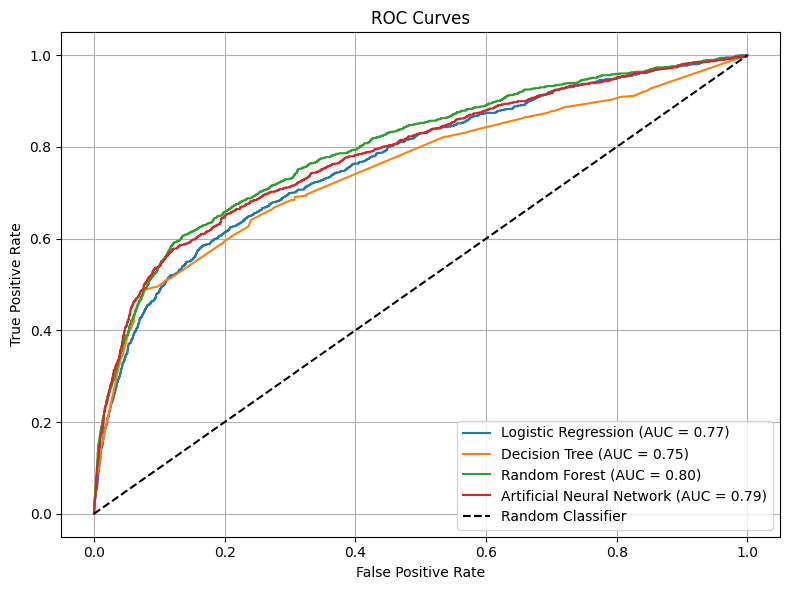 ROC Curves
True Positive Rate
1.0
0.8
0.6
0.4
0.2
0.0
Logistic Regression (AUC = 0.77)
Decision Tree (AUC = 0.75)
Random Forest (AUC = 0.80)
Artificial Neural Network (AUC = 0.79)
Random Classifier
0.0 0.2 0.4 0.6 0.8 1.0
False Positive Rate